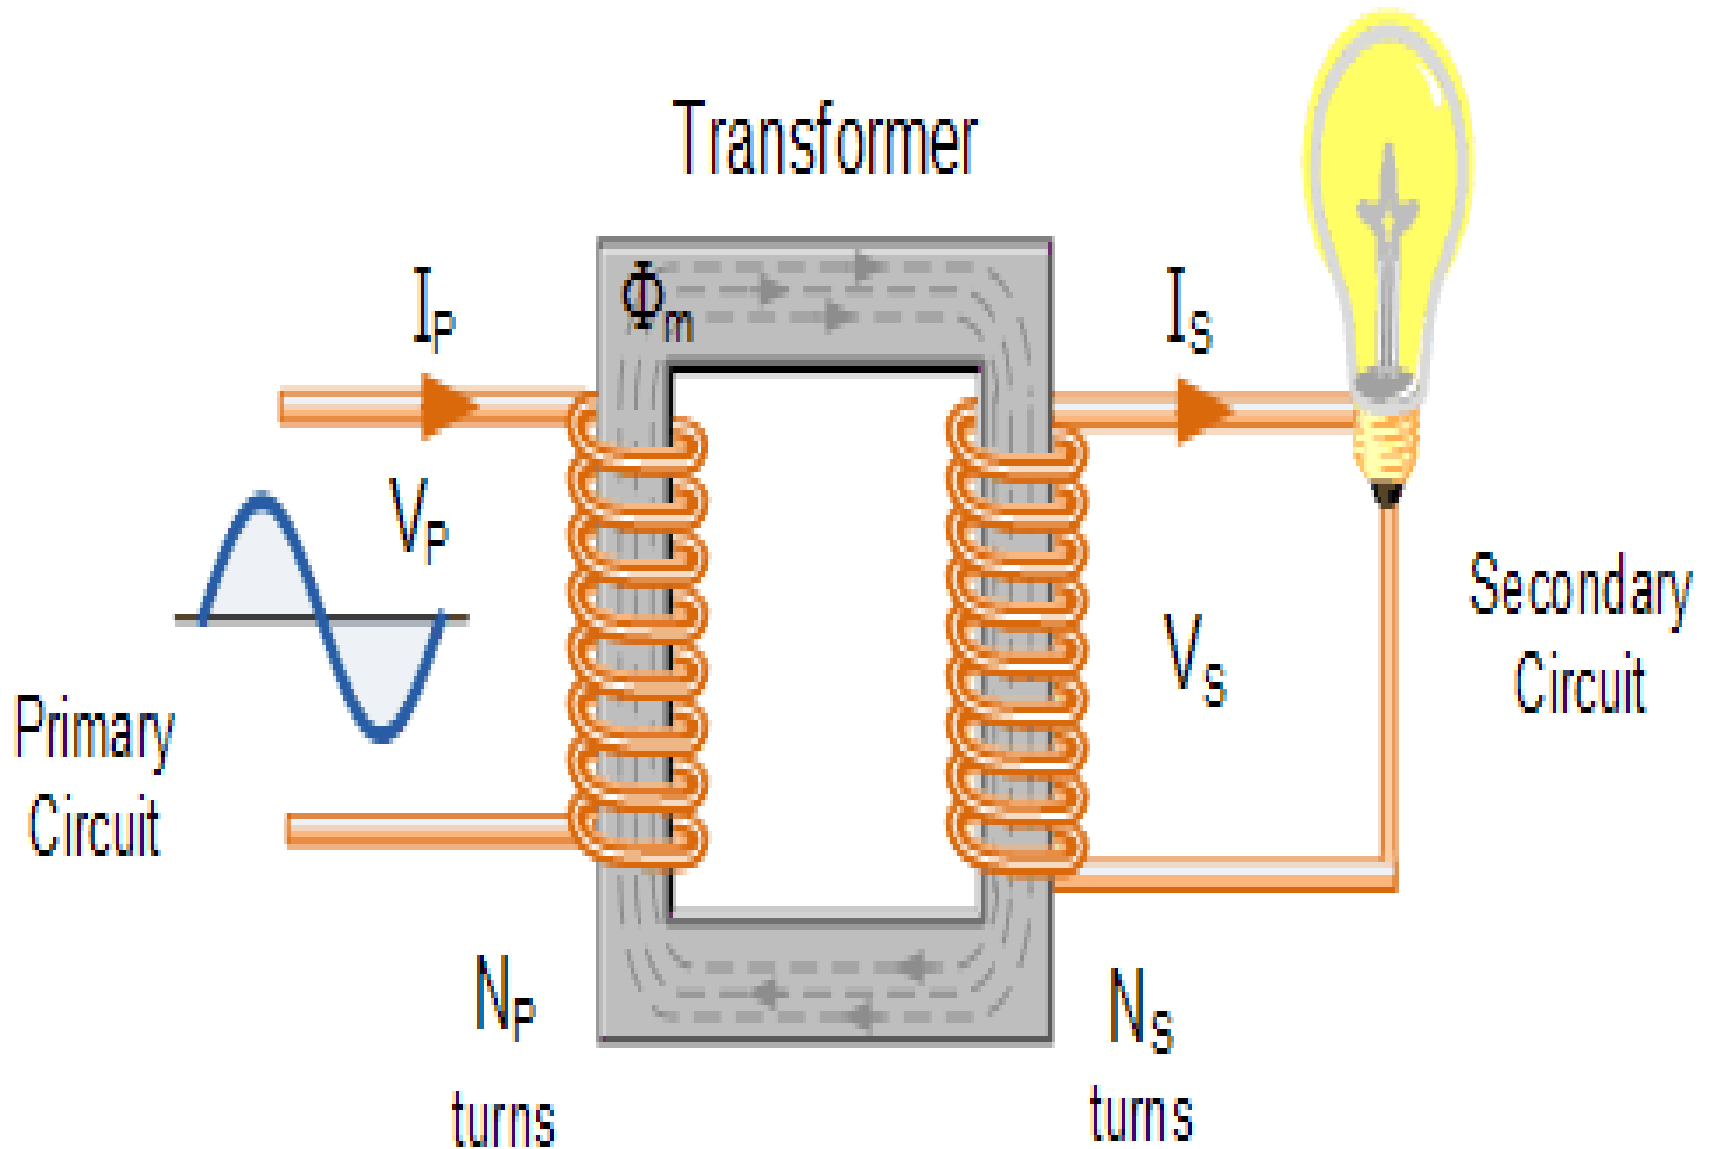 Transformer
Φm
IP
IS
VP
VS
Primary
Circuit
Secondary
Circuit
NP
turns
NS
turns